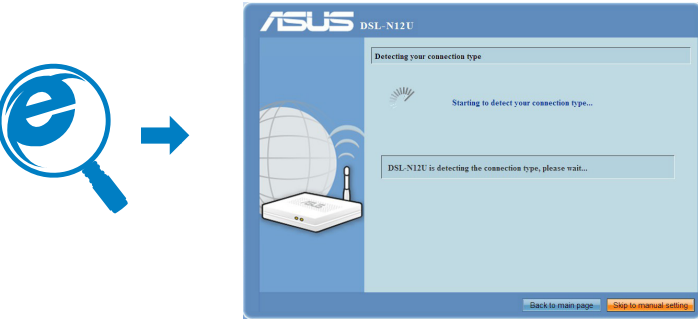 ASUS DSL-N12U
Detecting your connection type
Starting to detect your connection type...
DSL-N12U is detecting the connection type, please wait...
ASUS
Back to main page Skip to manual setting